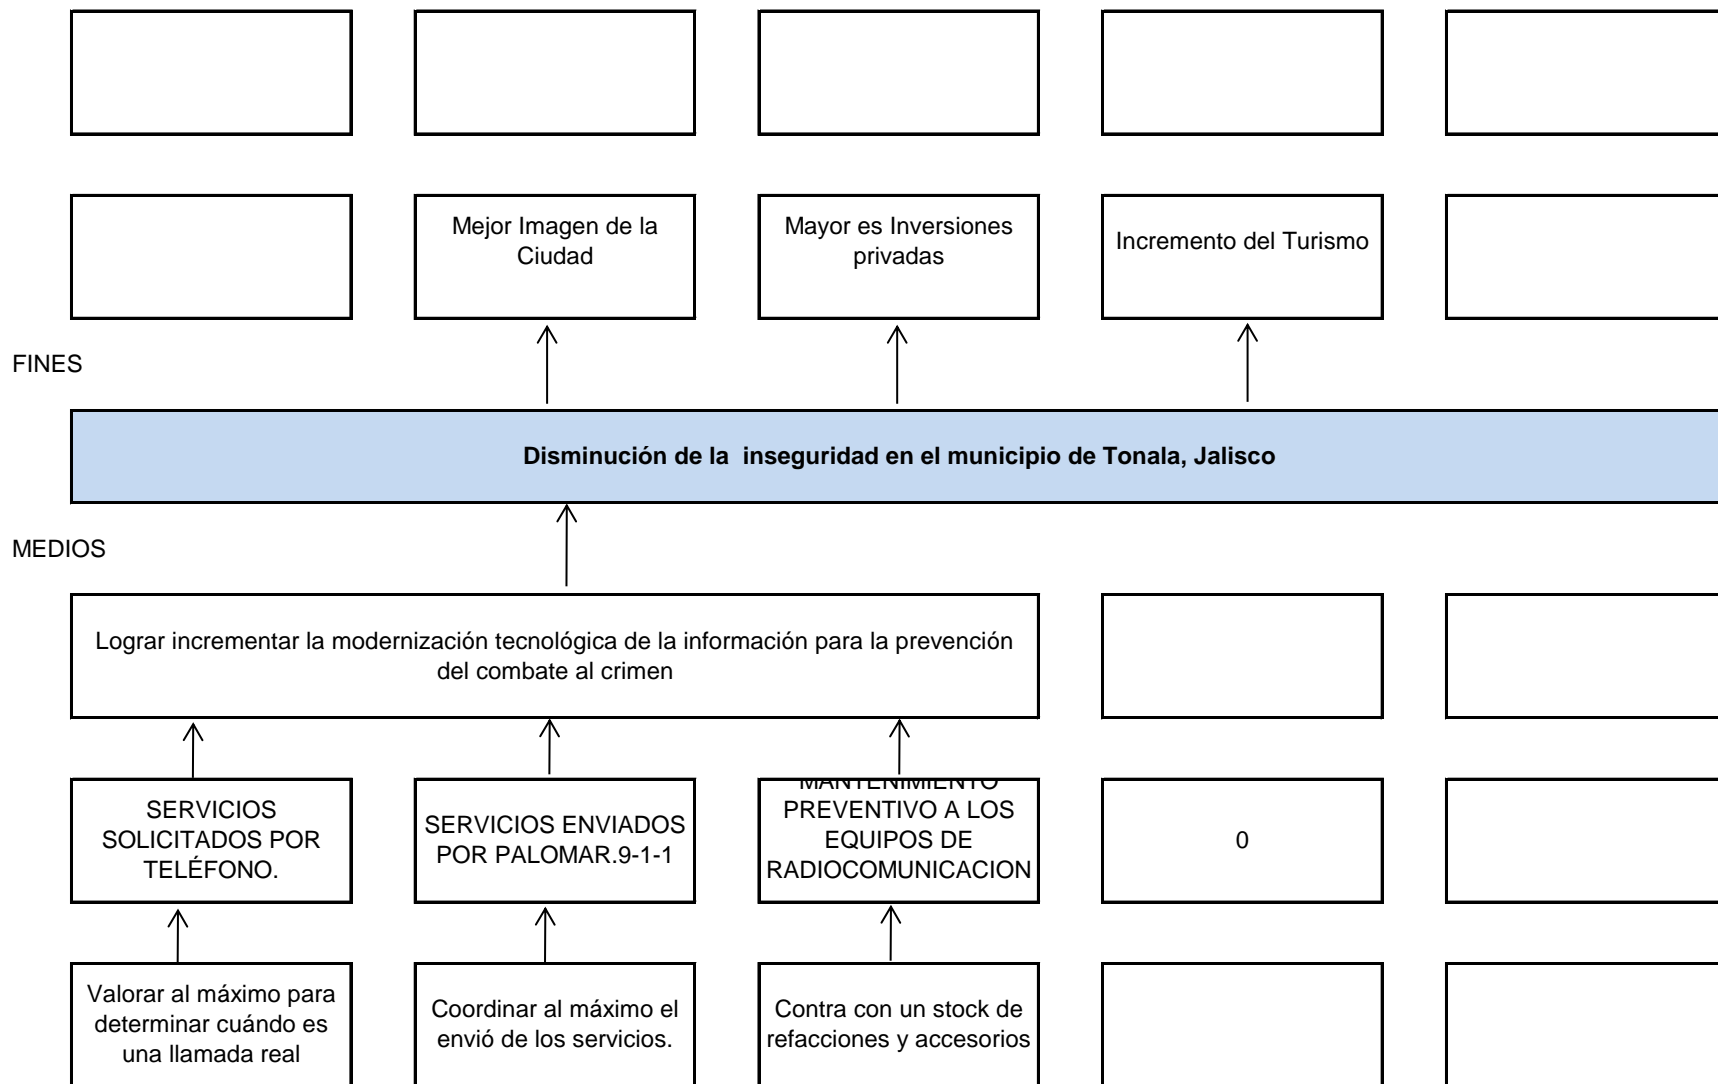 Mejor Imagen de la
Ciudad
Mayor es Inversiones
privadas
Incremento del Turismo
FINES
Disminución de la  inseguridad en el municipio de Tonala, Jalisco
MEDIOS
Lograr incrementar la modernización tecnológica de la información para la prevención
del combate al crimen
SERVICIOS
SOLICITADOS POR
TELÉFONO.
SERVICIOS ENVIADOS
POR PALOMAR.9-1-1
MANTENIMIENTO
PREVENTIVO A LOS
EQUIPOS DE
RADIOCOMUNICACION
0
Valorar al máximo para
determinar cuándo es
una llamada real
Coordinar al máximo el
envió de los servicios.
Contra con un stock de
refacciones y accesorios